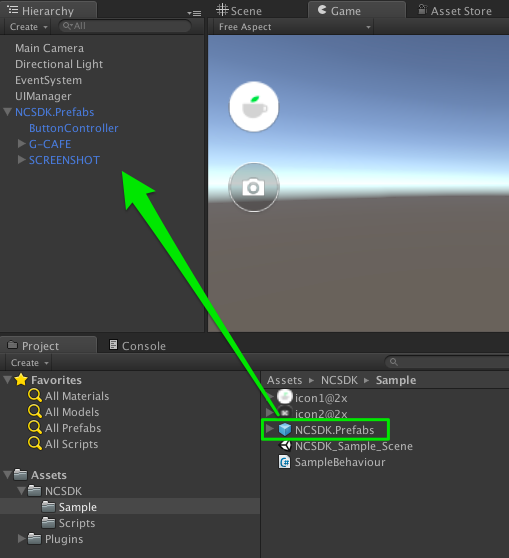 Hierarchy
Create
All
Main Camera
Directional Light
EventSystem
UIManager
NCSDK.Prefabs
ButtonController
G-CAFE
SCREENSHOT
Scene
Game
Asset Store
Free Aspect
Project
Console
Create
Favorites
All Materials
All Models
All Prefabs
All Scripts
Assets
NCSDK
Sample
Scripts
Plugins
Assets ▸ NCSDK ▸ Sample
icon1@2x
icon2@2x
NCSDK.Prefabs
NCSDK_Sample_Scene
SampleBehaviour